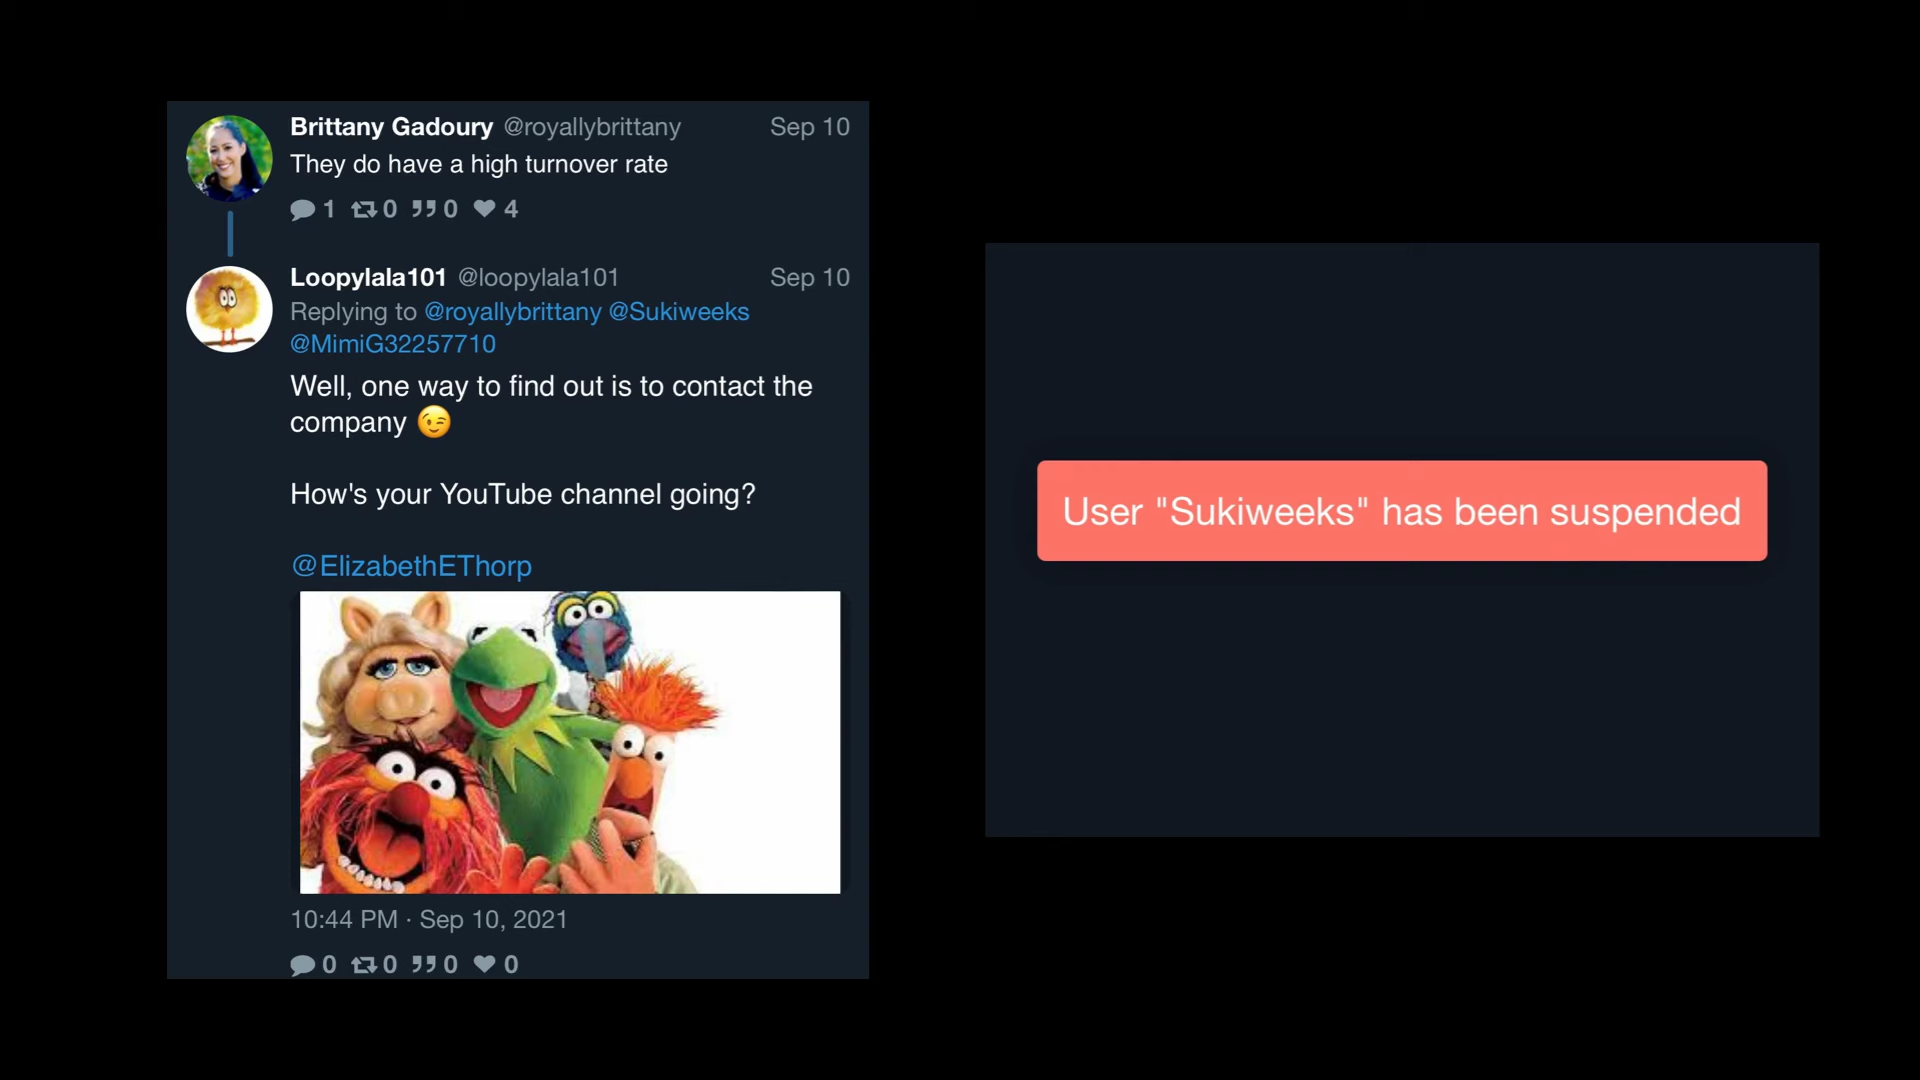 Brittany Gadoury @royallybrittany Sep 10
They do have a high turnover rate
1 0 0 4
Loopylala101 @loopylala101 Sep 10
Replying to @royallybrittany @Sukiweeks
@MimiG32257710
Well, one way to find out is to contact the
company 😉
How's your YouTube channel going?
@ElizabethEThorp
10:44 PM · Sep 10, 2021
0 0 0 0
User "Sukiweeks" has been suspended